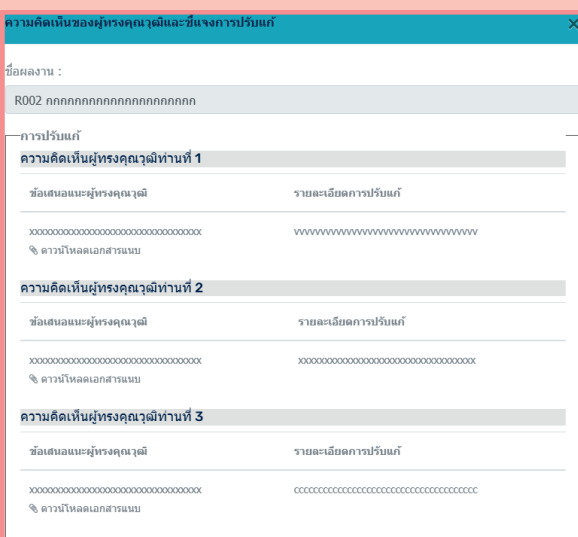 ความคิดเห็นของผู้ทรงคุณวุฒิและชี้แจงการปรับแก้ ×
ชื่อผลงาน :
R002 กกกกกกกกกกกกกกกกกกกกก
การปรับแก้
ความคิดเห็นผู้ทรงคุณวุฒิท่านที่ 1
ข้อเสนอแนะผู้ทรงคุณวุฒิ รายละเอียดการปรับแก้
xxxxxxxxxxxxxxxxxxxxxxxxxxxxxxxxx vvvvvvvvvvvvvvvvvvvvvvvvvvvvvvvvvvv
ดาวน์โหลดเอกสารแนบ
ความคิดเห็นผู้ทรงคุณวุฒิท่านที่ 2
ข้อเสนอแนะผู้ทรงคุณวุฒิ รายละเอียดการปรับแก้
xxxxxxxxxxxxxxxxxxxxxxxxxxxxxxxxx xxxxxxxxxxxxxxxxxxxxxxxxxxxxxxxxxx
ดาวน์โหลดเอกสารแนบ
ความคิดเห็นผู้ทรงคุณวุฒิท่านที่ 3
ข้อเสนอแนะผู้ทรงคุณวุฒิ รายละเอียดการปรับแก้
xxxxxxxxxxxxxxxxxxxxxxxxxxxxxxxxx cccccccccccccccccccccccccccccccccccccc
ดาวน์โหลดเอกสารแนบ